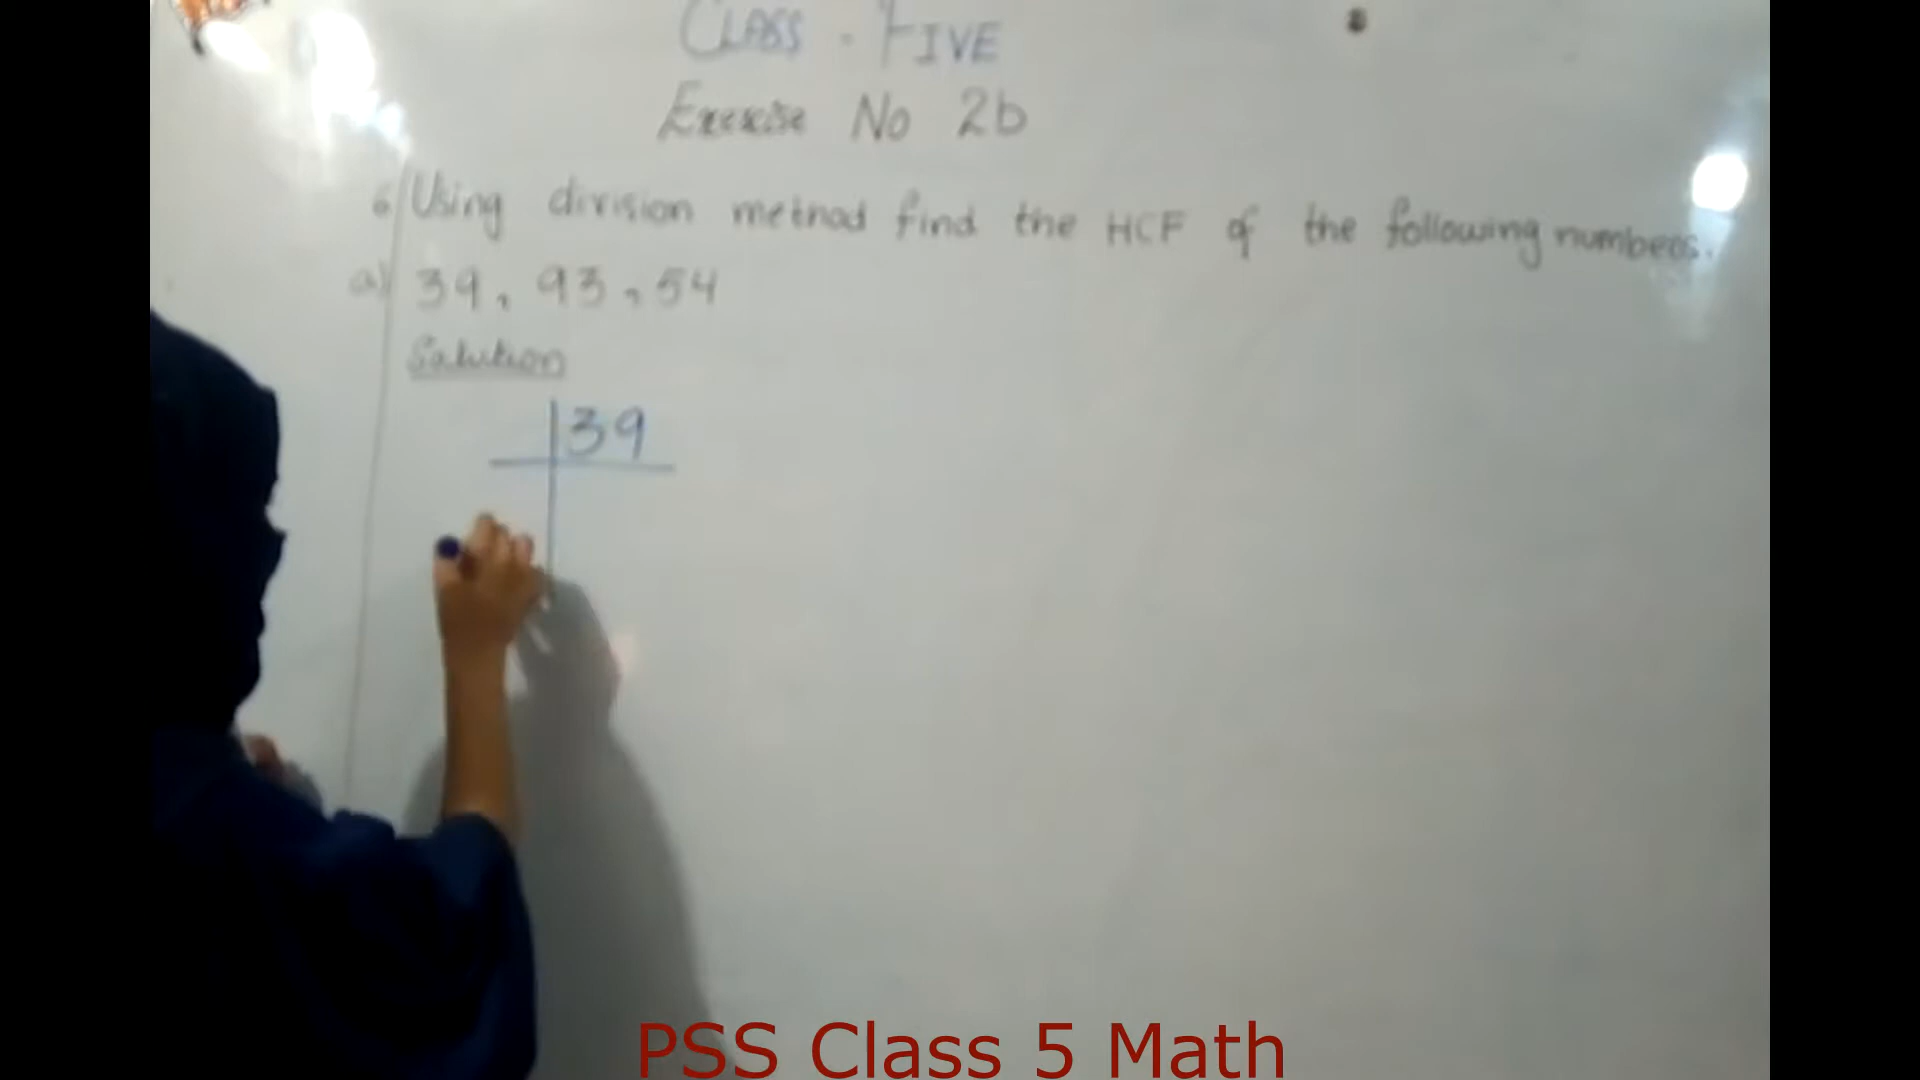 CLASS - FIVE
Exercise No 2b
6 Using division method find the HCF of the following numbers.
a) 39, 93, 54
Solution
39
PSS Class 5 Math